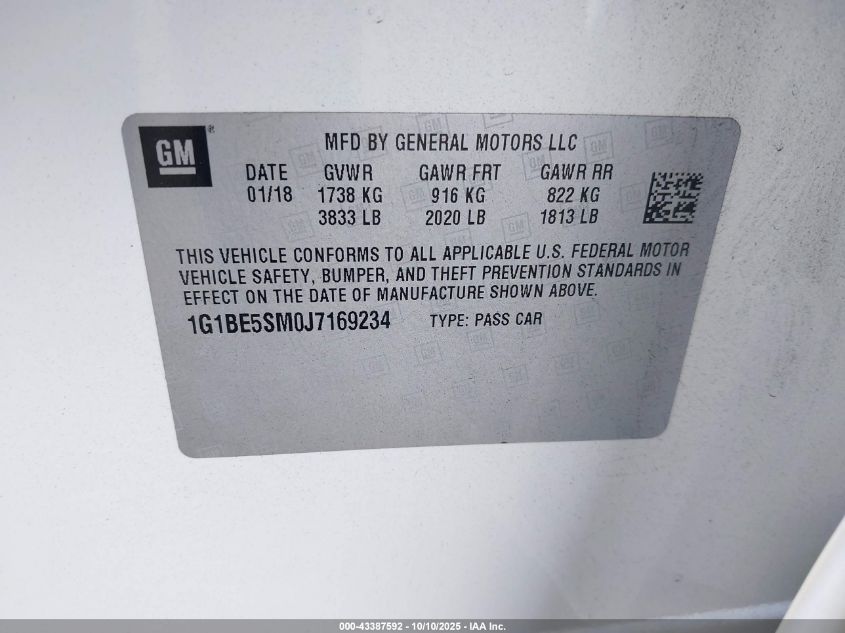 GM
MFD BY GENERAL MOTORS LLC
DATE GVWR GAWR FRT GAWR RR
01/18 1738 KG 916 KG 822 KG
3833 LB 2020 LB 1813 LB
THIS VEHICLE CONFORMS TO ALL APPLICABLE U.S. FEDERAL MOTOR
VEHICLE SAFETY, BUMPER, AND THEFT PREVENTION STANDARDS IN
EFFECT ON THE DATE OF MANUFACTURE SHOWN ABOVE.
1G1BE5SM0J7169234 TYPE: PASS CAR
000-43387592 - 10/10/2025 - IAA Inc.